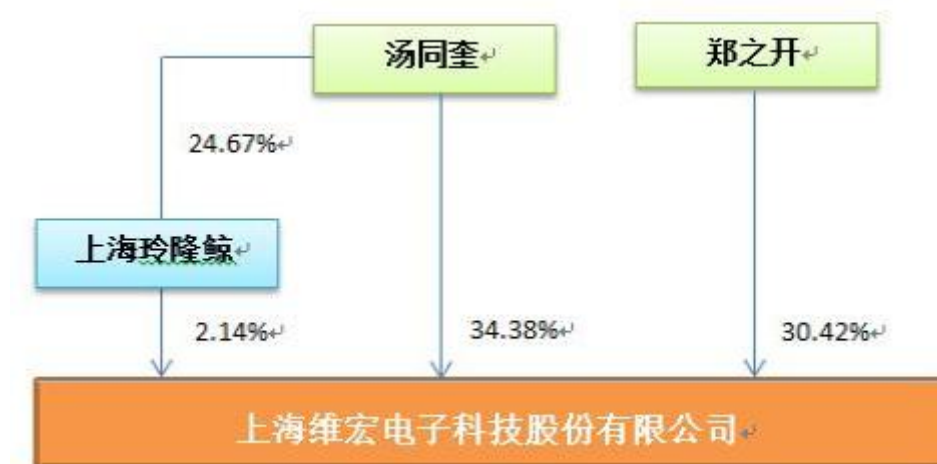 汤同奎
郑之开
24.67%
上海玲隆鲸
2.14%
34.38%
30.42%
上海维宏电子科技股份有限公司